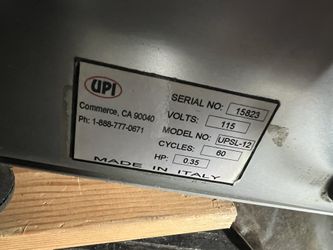 UPI
Commerce, CA 90040
Ph: 1-888-777-0671
SERIAL NO: 15823
VOLTS: 115
MODEL NO: UPSL-12
CYCLES: 60
HP: 0.35
MADE IN ITALY